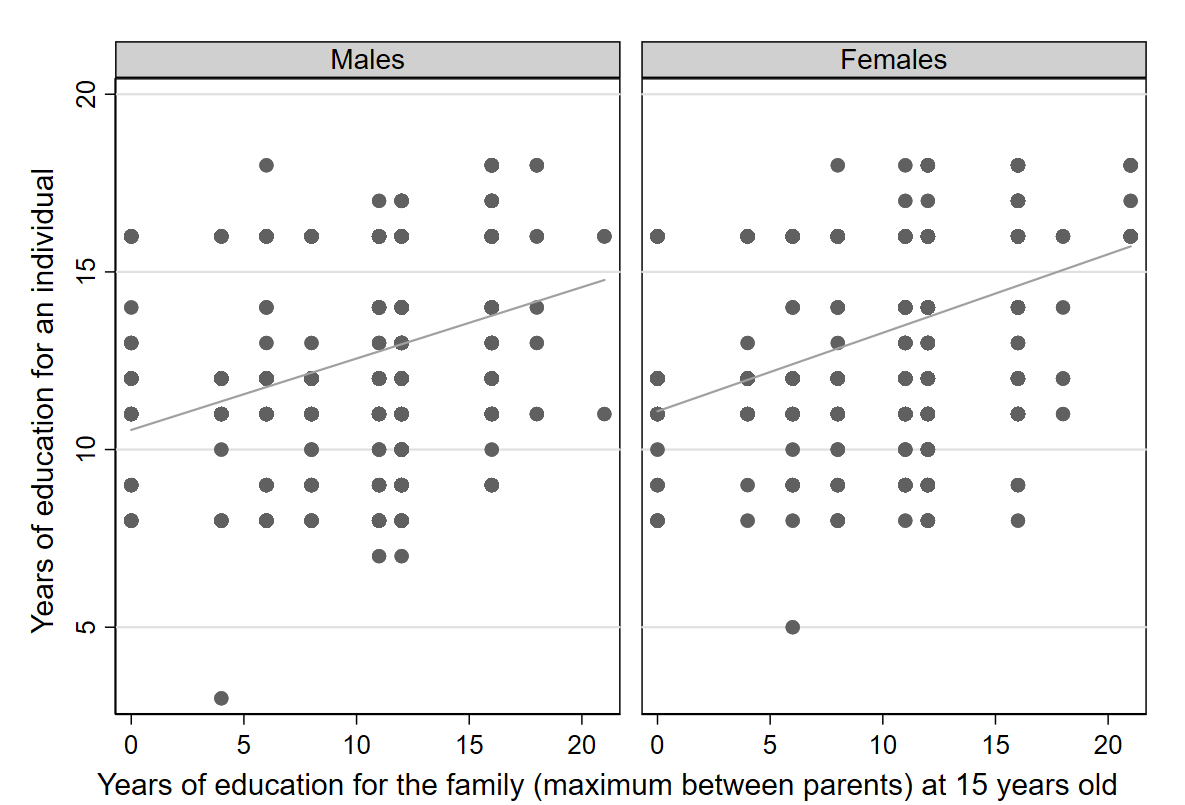 Males
Females
Years of education for an individual
20
15
10
5
0 5 10 15 20
0 5 10 15 20
Years of education for the family (maximum between parents) at 15 years old